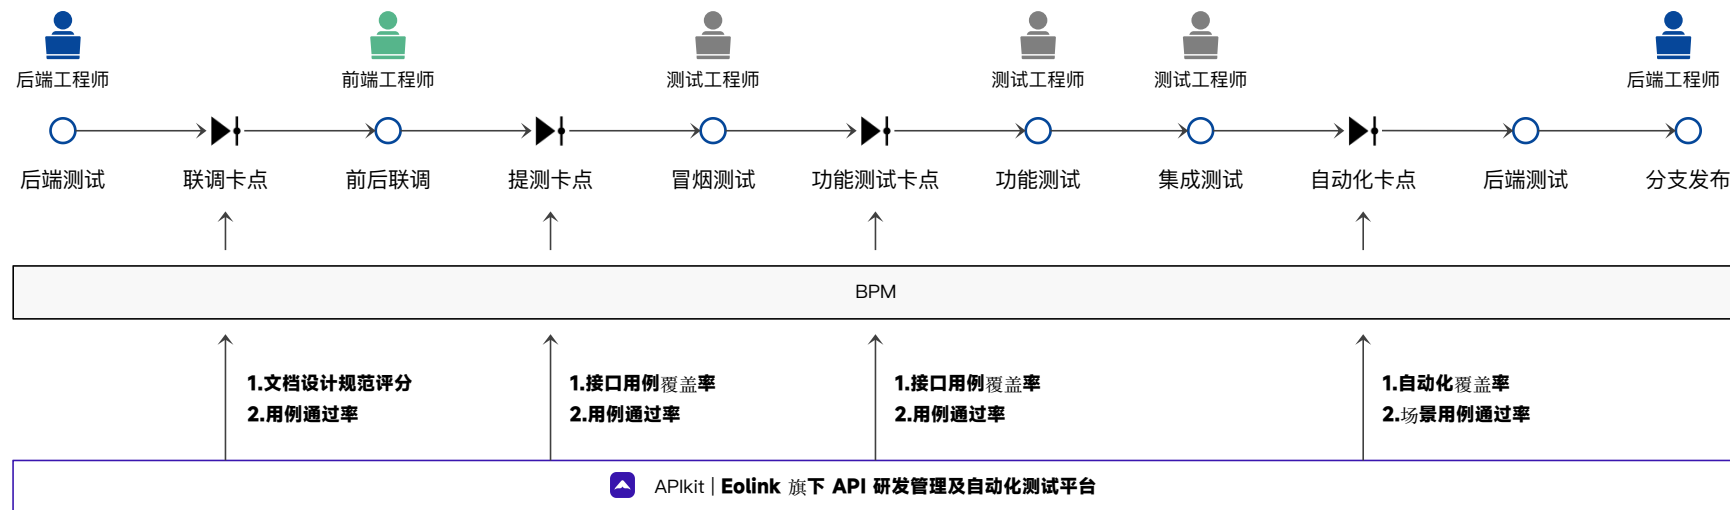 后端工程师
前端工程师
测试工程师
测试工程师
测试工程师
后端工程师
后端测试
联调卡点
前后联调
提测卡点
冒烟测试
功能测试卡点
功能测试
集成测试
自动化卡点
后端测试
分支发布
BPM
1.文档设计规范评分
2.用例通过率
1.接口用例覆盖率
2.用例通过率
1.接口用例覆盖率
2.用例通过率
1.自动化覆盖率
2.场景用例通过率
APIkit | Eolink 旗下 API 研发管理及自动化测试平台